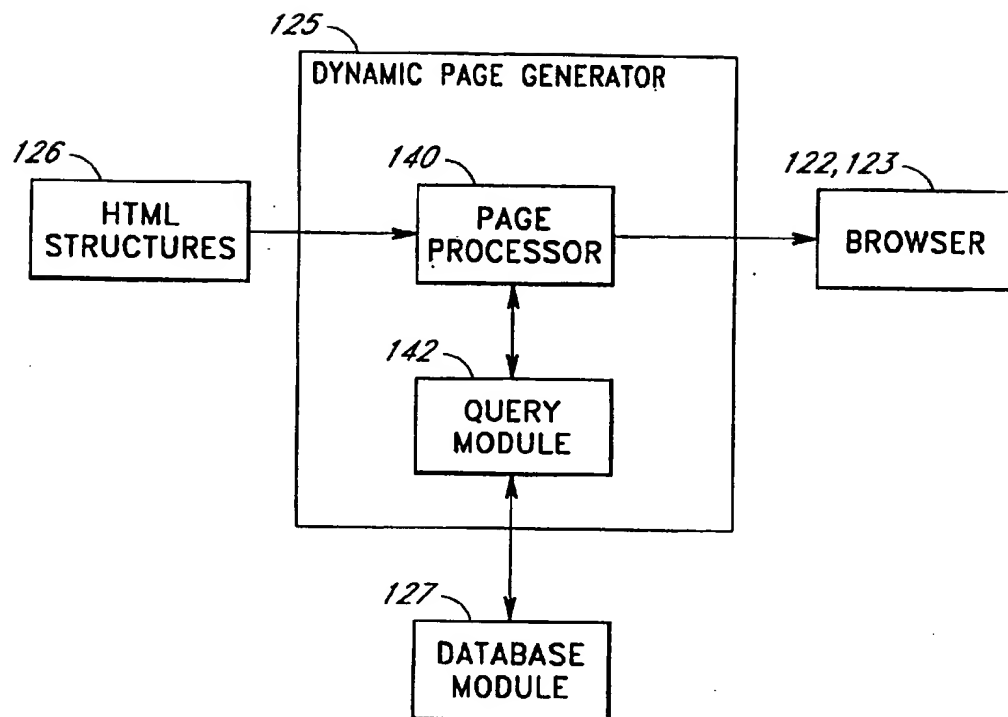 125
DYNAMIC PAGE GENERATOR
126
HTML
STRUCTURES
140
PAGE
PROCESSOR
122,123
BROWSER
142
QUERY
MODULE
127
DATABASE
MODULE